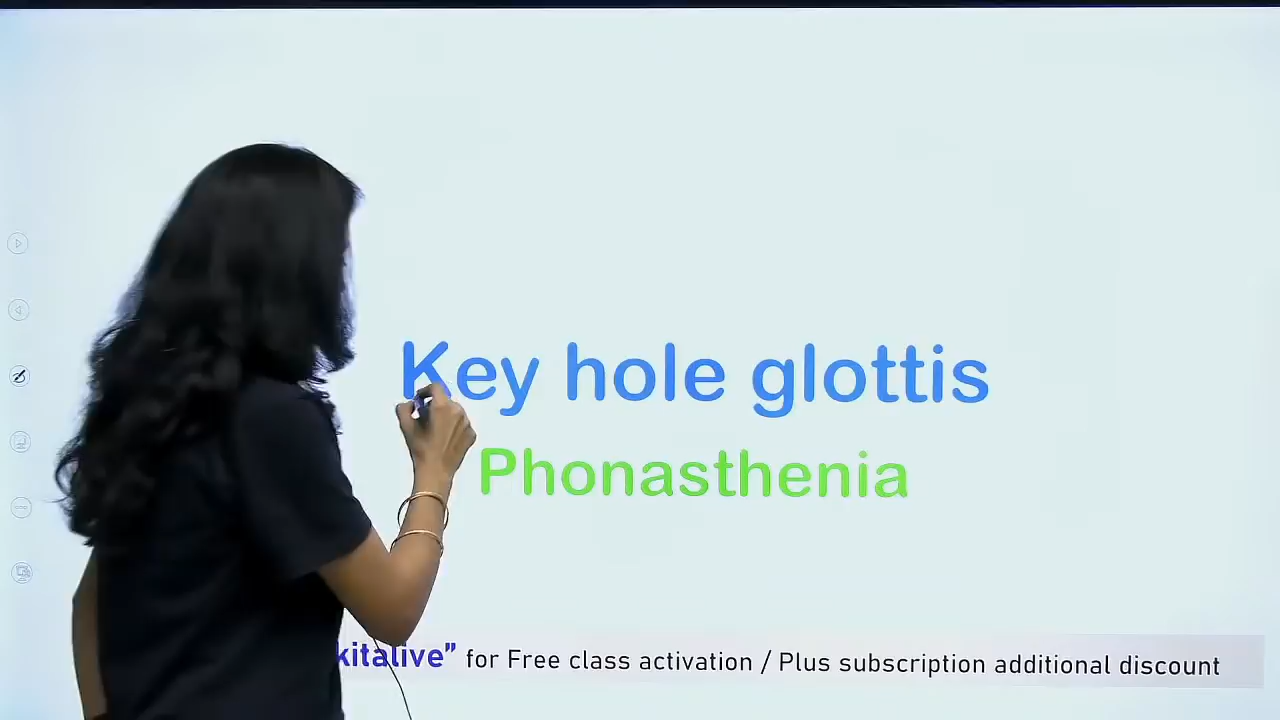 Key hole glottis
Phonasthenia
kitalive” for Free class activation / Plus subscription additional discount